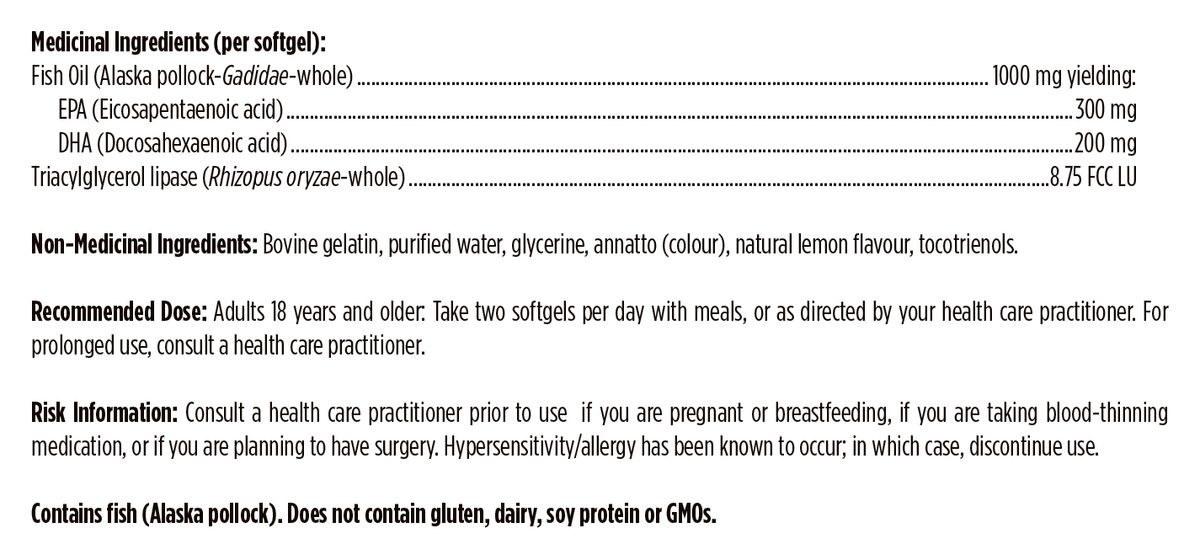 Medicinal Ingredients (per softgel):
Fish Oil (Alaska pollock-Gadidae-whole) ........ 1000 mg yielding:
EPA (Eicosapentaenoic acid) ........ 300 mg
DHA (Docosahexaenoic acid) ........ 200 mg
Triacylglycerol lipase (Rhizopus oryzae-whole) ........ 8.75 FCC LU
Non-Medicinal Ingredients: Bovine gelatin, purified water, glycerine, annatto (colour), natural lemon flavour, tocotrienols.
Recommended Dose: Adults 18 years and older: Take two softgels per day with meals, or as directed by your health care practitioner. For
prolonged use, consult a health care practitioner.
Risk Information: Consult a health care practitioner prior to use if you are pregnant or breastfeeding, if you are taking blood-thinning
medication, or if you are planning to have surgery. Hypersensitivity/allergy has been known to occur; in which case, discontinue use.
Contains fish (Alaska pollock). Does not contain gluten, dairy, soy protein or GMOs.